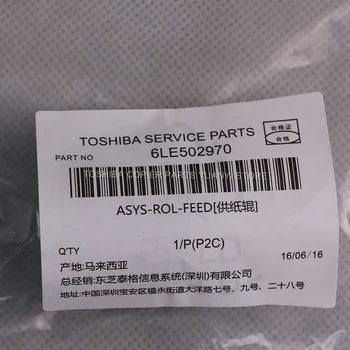 合格证
TOSHIBA SERVICE PARTS
合格
PART NO 6LE502970
ASYS-ROL-FEED[供纸辊]
Q'TY 1/P(P2C) 16/06/16
产地:马来西亚
总经销:东芝泰格信息系统(深圳)有限公司
地址:中国深圳宝安区福永街道大洋路七号、九号、二十八号